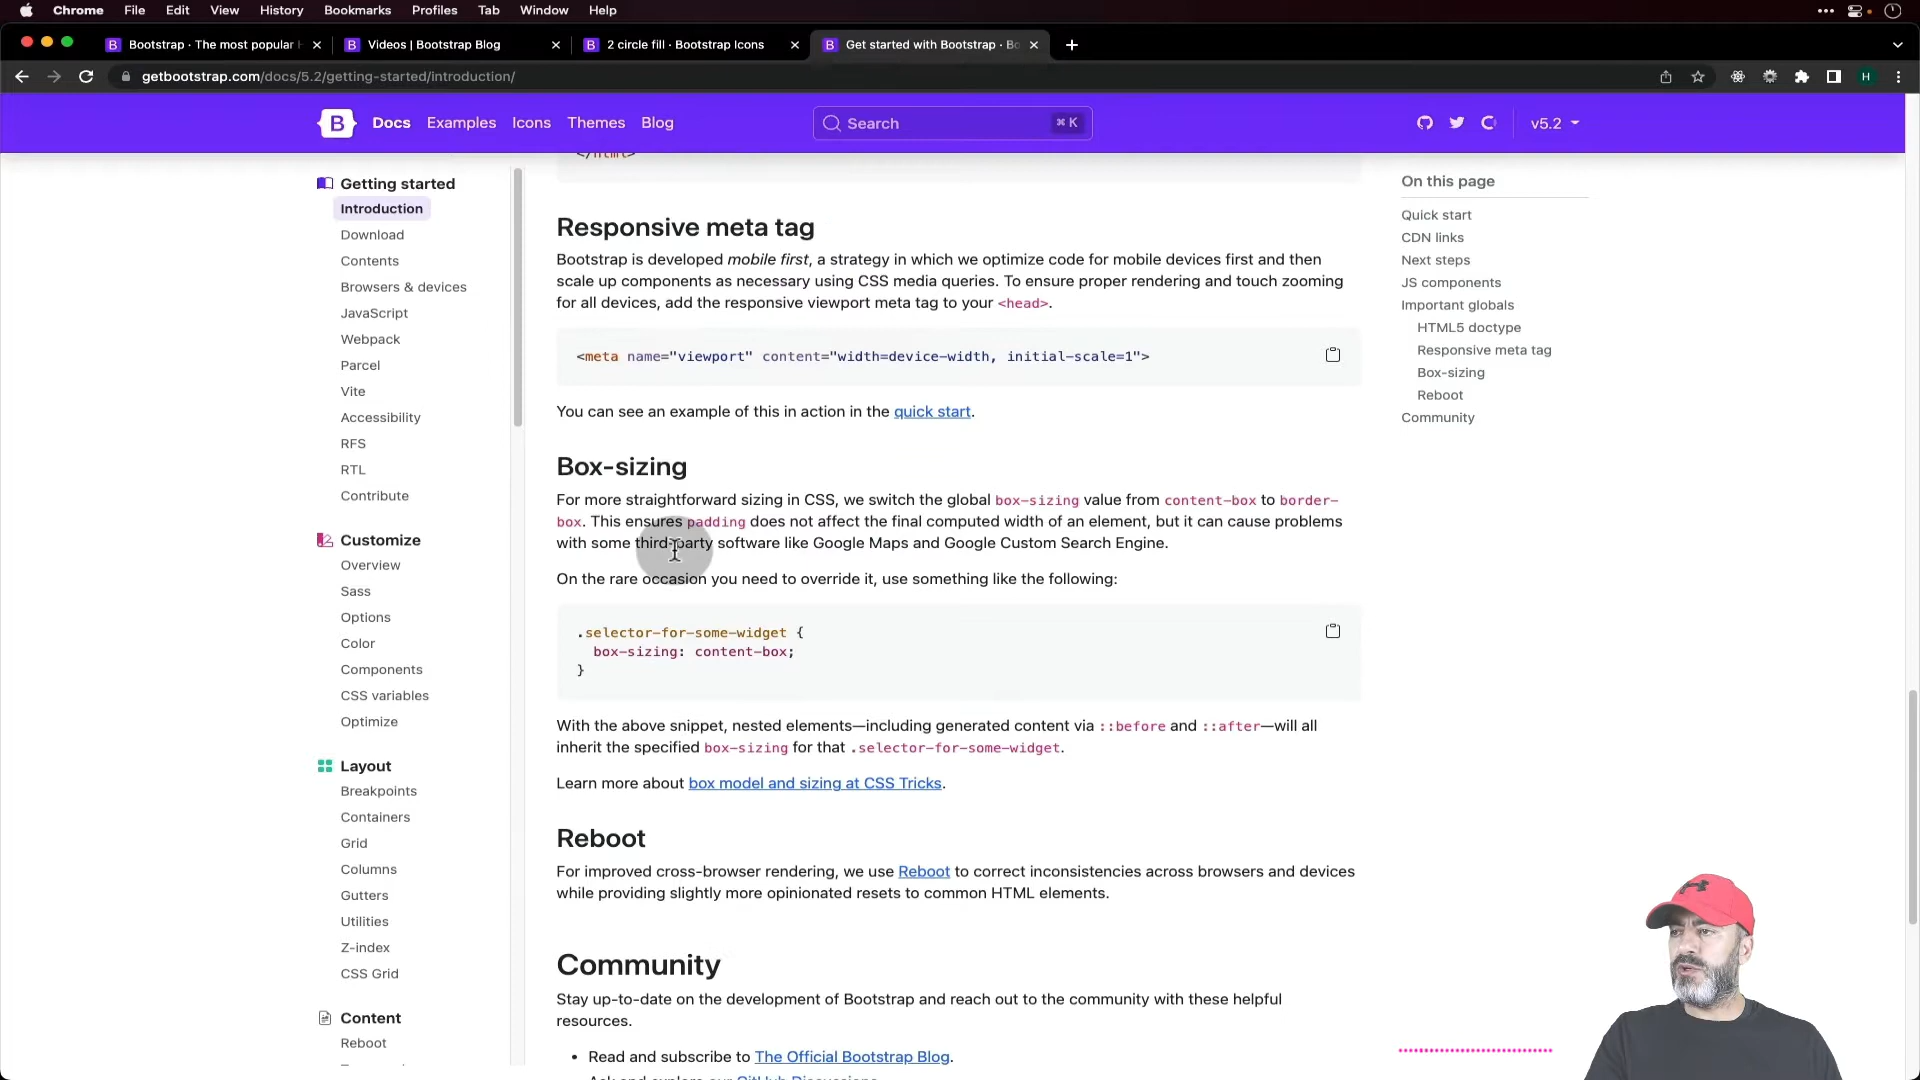 Chrome File Edit View History Bookmarks Profiles Tab Window Help
Bootstrap · The most popular
Videos | Bootstrap Blog
2 circle fill · Bootstrap Icons
Get started with Bootstrap ·
getbootstrap.com/docs/5.2/getting-started/introduction/
H
B
Docs
Examples
Icons
Themes
Blog
Search
⌘ K
v5.2
Getting started
Introduction
Download
Contents
Browsers & devices
JavaScript
Webpack
Parcel
Vite
Accessibility
RFS
RTL
Contribute
Customize
Overview
Sass
Options
Color
Components
CSS variables
Optimize
Layout
Breakpoints
Containers
Grid
Columns
Gutters
Utilities
Z-index
CSS Grid
Content
Reboot
</html>
Responsive meta tag
Bootstrap is developed mobile first, a strategy in which we optimize code for mobile devices first and then
scale up components as necessary using CSS media queries. To ensure proper rendering and touch zooming
for all devices, add the responsive viewport meta tag to your <head>.
<meta name="viewport" content="width=device-width, initial-scale=1">
You can see an example of this in action in the quick start.
Box-sizing
For more straightforward sizing in CSS, we switch the global box-sizing value from content-box to border-
box. This ensures padding does not affect the final computed width of an element, but it can cause problems
with some third-party software like Google Maps and Google Custom Search Engine.
On the rare occasion you need to override it, use something like the following:
.selector-for-some-widget {
box-sizing: content-box;
}
With the above snippet, nested elements—including generated content via ::before and ::after—will all
inherit the specified box-sizing for that .selector-for-some-widget.
Learn more about box model and sizing at CSS Tricks.
Reboot
For improved cross-browser rendering, we use Reboot to correct inconsistencies across browsers and devices
while providing slightly more opinionated resets to common HTML elements.
Community
Stay up-to-date on the development of Bootstrap and reach out to the community with these helpful
resources.
• Read and subscribe to The Official Bootstrap Blog.
• Ask and explore our GitHub Discussions.
On this page
Quick start
CDN links
Next steps
JS components
Important globals
HTML5 doctype
Responsive meta tag
Box-sizing
Reboot
Community